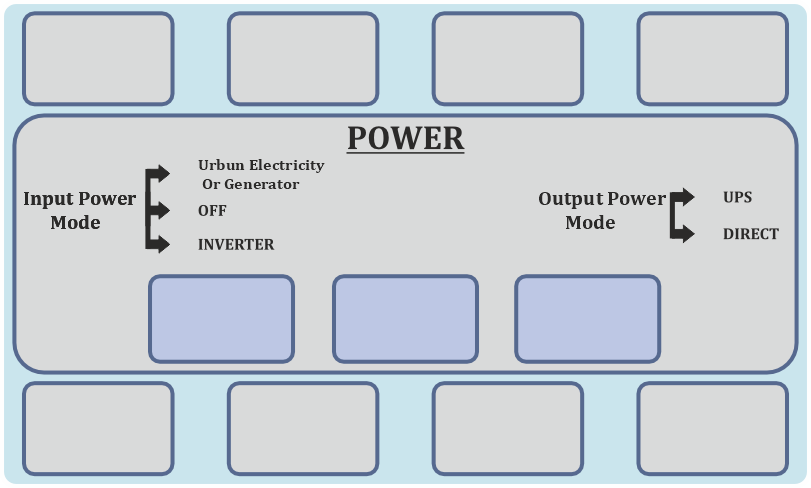 POWER
Input Power
Mode
Urbun Electricity
Or Generator
OFF
INVERTER
Output Power
Mode
UPS
DIRECT